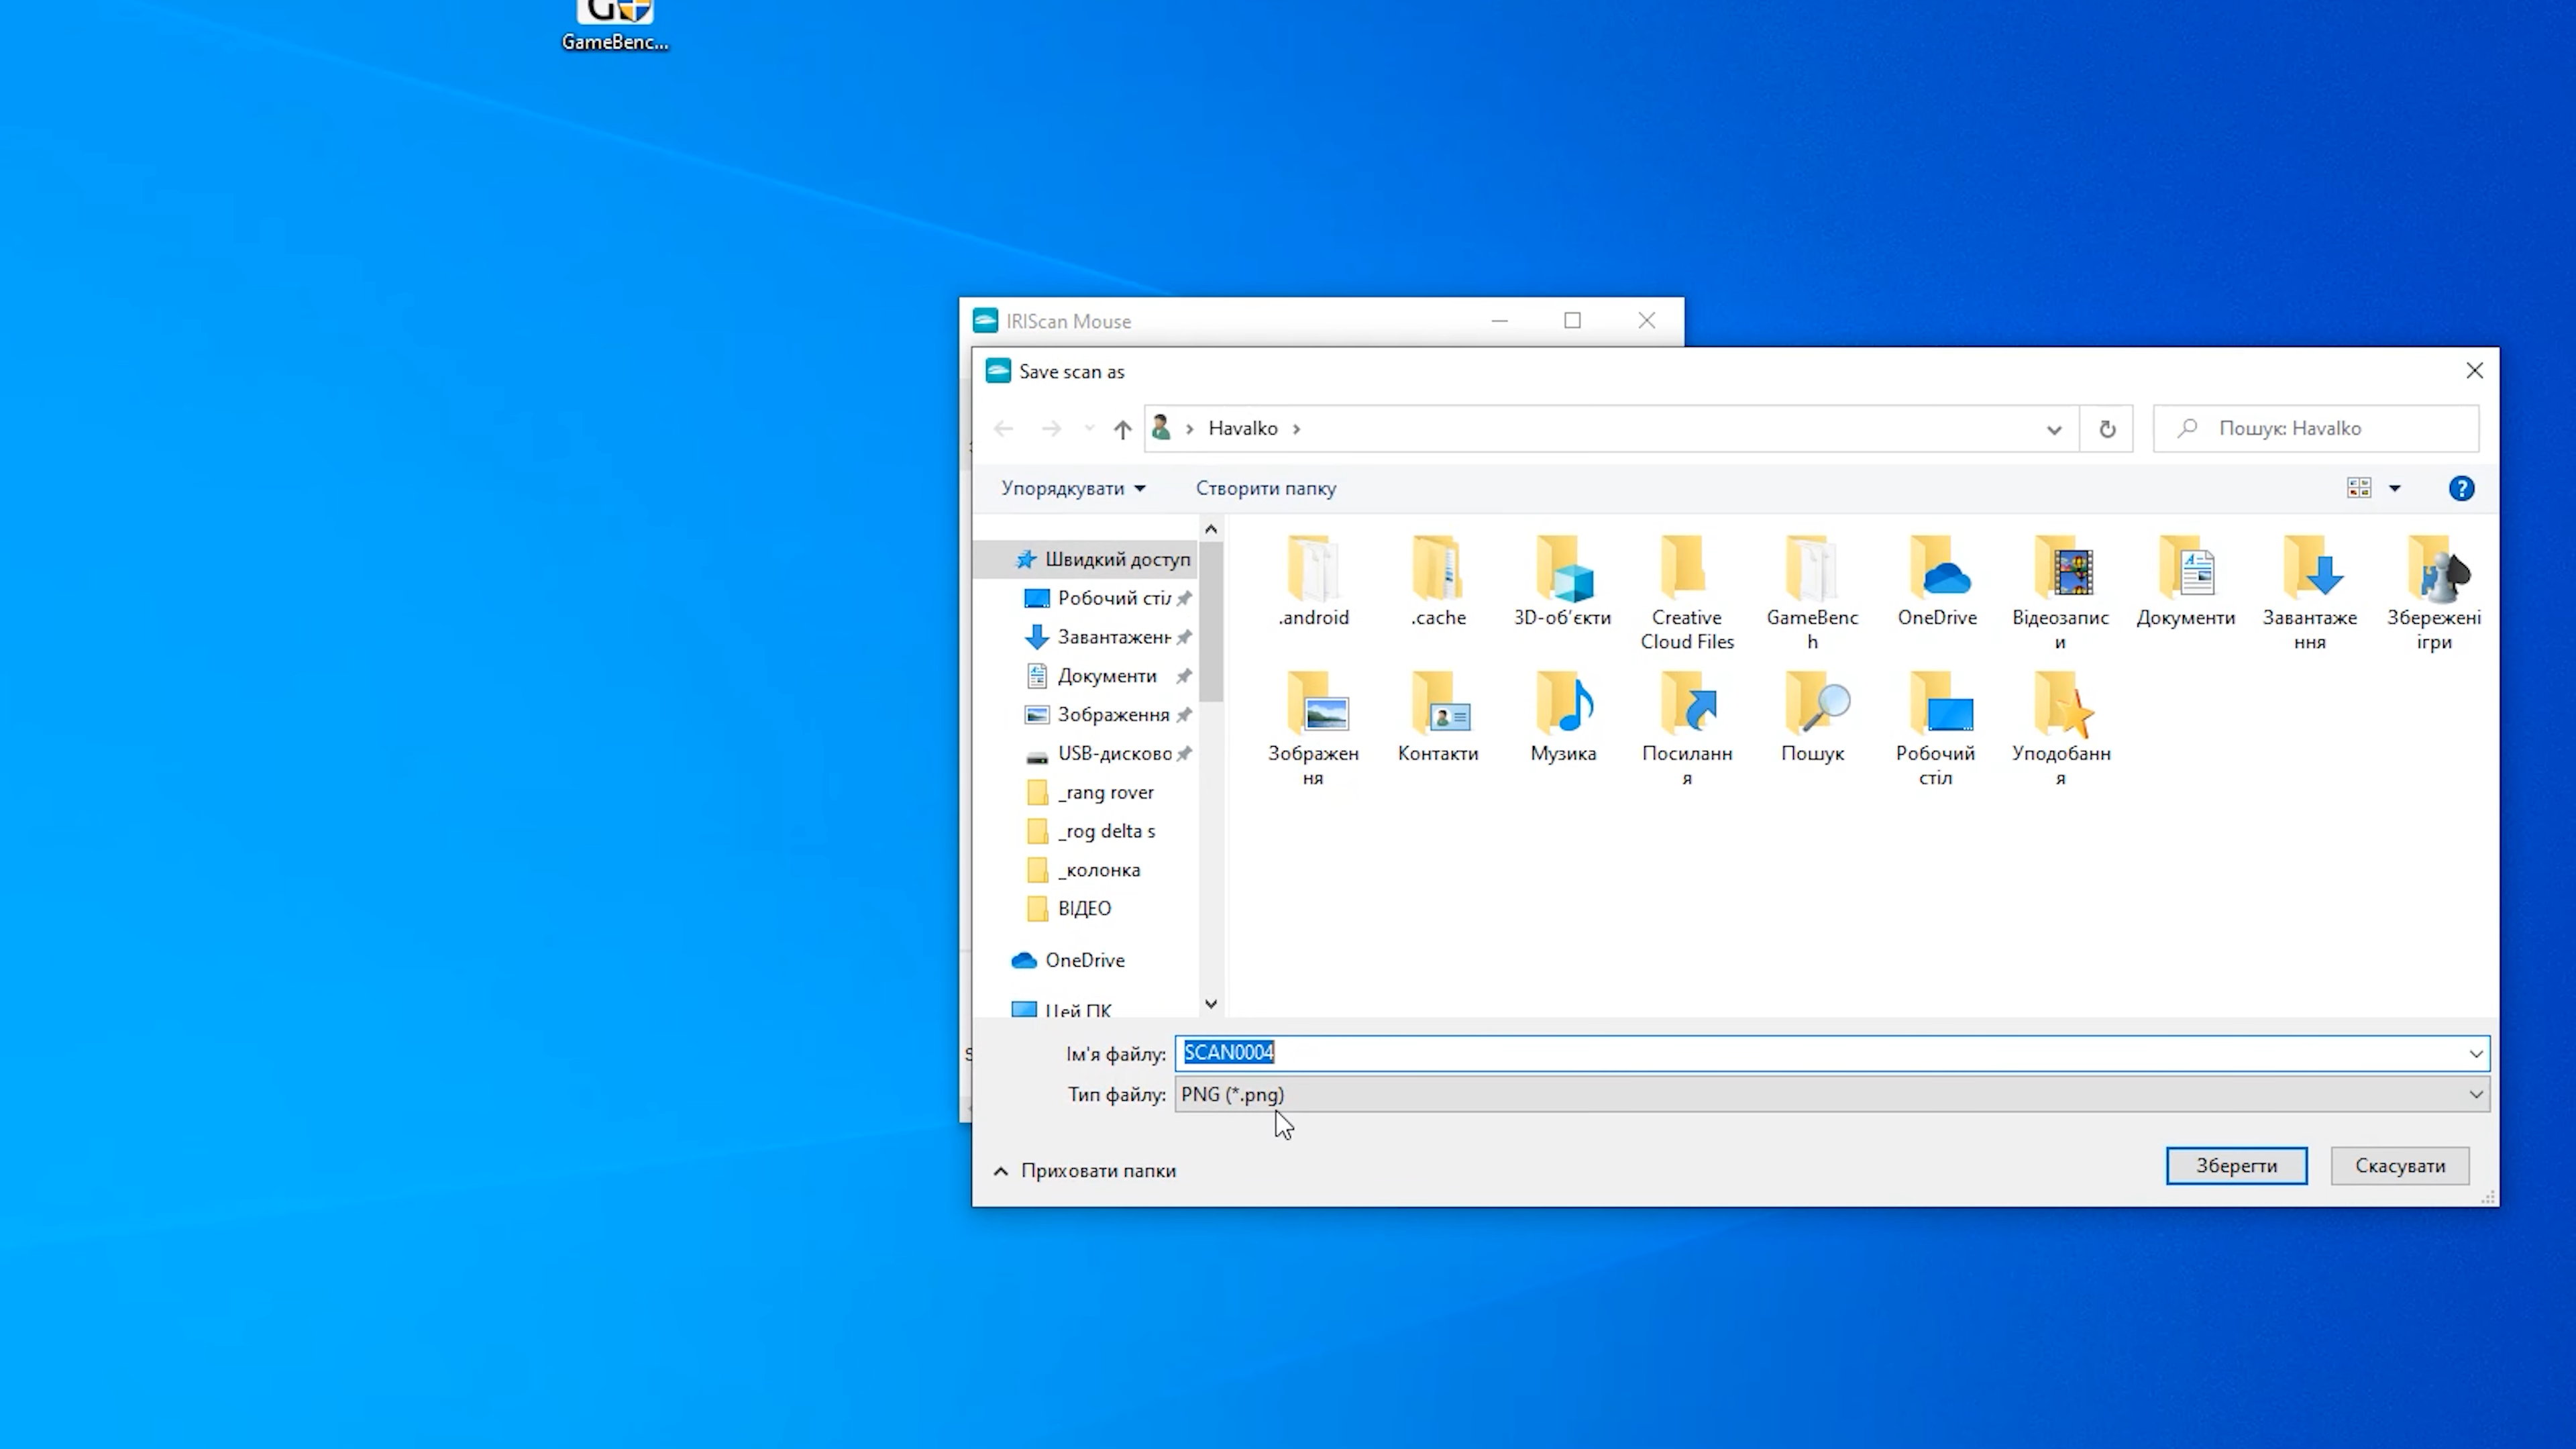 GameBenc...
IRIScan Mouse
Save scan as
Havalko
Пошук: Havalko
Упорядкувати
Створити папку
Швидкий доступ
Робочий стіл
Завантаженн
Документи
Зображення
USB-дисково
_rang rover
_rog delta s
_колонка
ВІДЕО
OneDrive
Цей ПК
.android
.cache
3D-об'єкти
Creative
Cloud Files
GameBenc
h
OneDrive
Відеозапис
и
Документи
Завантаже
ння
Збережені
ігри
Зображен
ня
Контакти
Музика
Посиланн
я
Пошук
Робочий
стіл
Уподобанн
я
Ім'я файлу:
SCAN0004
Тип файлу:
PNG (*.png)
Приховати папки
Зберегти
Скасувати